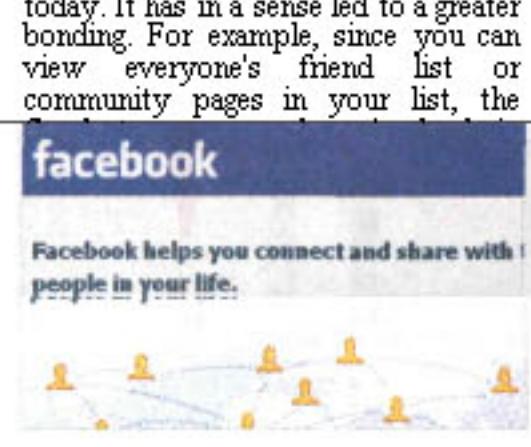 today. It has in a sense led to a greater
bonding. For example, since you can
view everyone's friend list or
community pages in your list, the
facebook
Facebook helps you connect and share with
people in your life.